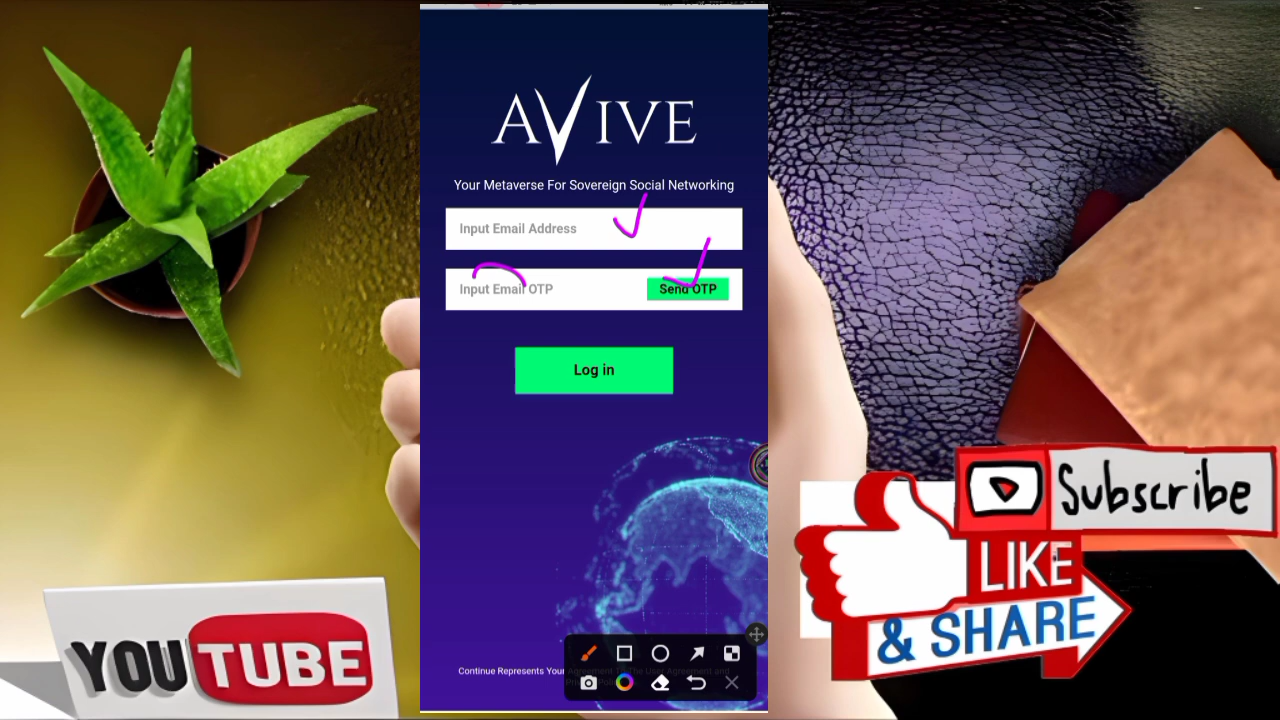 AVIVE
Your Metaverse For Sovereign Social Networking
Input Email Address
Input Email OTP
Send OTP
Log in
Continue Represents Your Agreement
YOUTUBE
Subscribe
LIKE
& SHARE